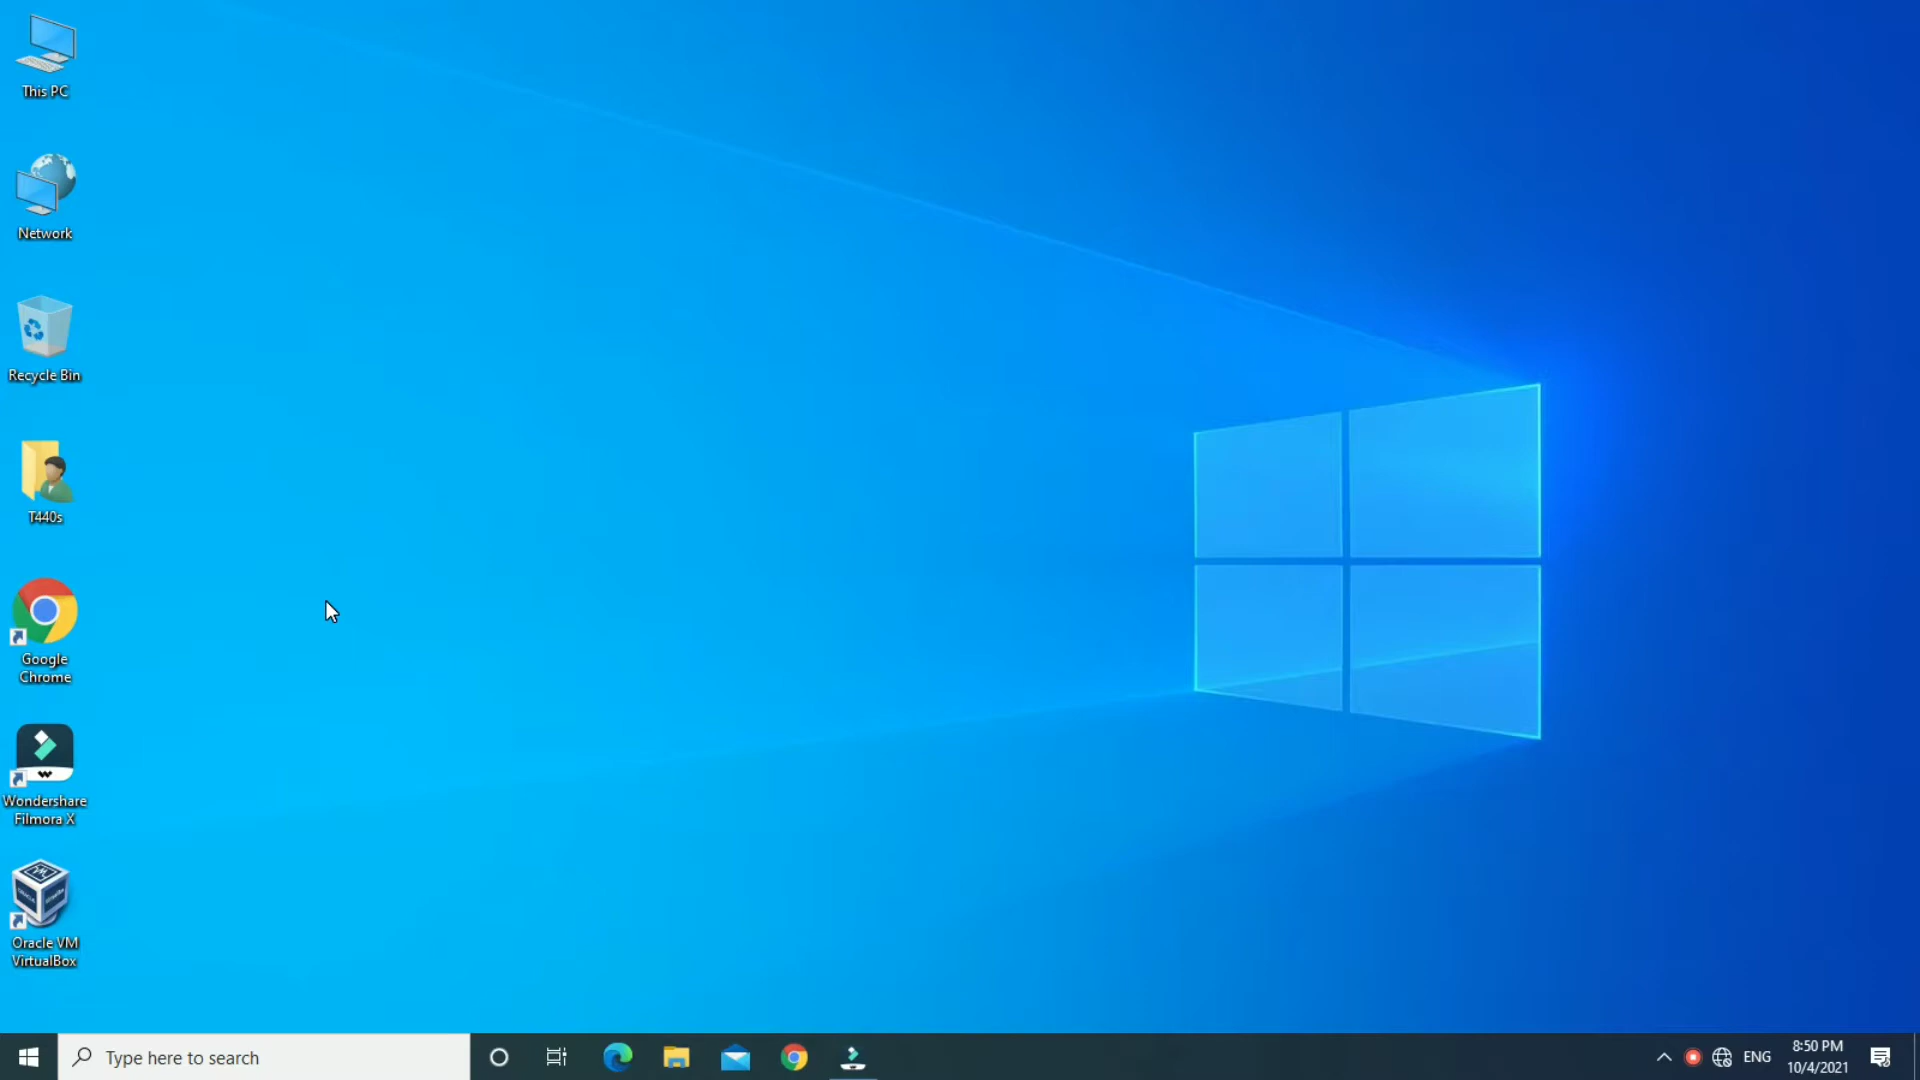 This PC
Network
Recycle Bin
T440s
Google
Chrome
Wondershare
Filmora X
Oracle VM
VirtualBox
Type here to search
ENG
8:50 PM
10/4/2021